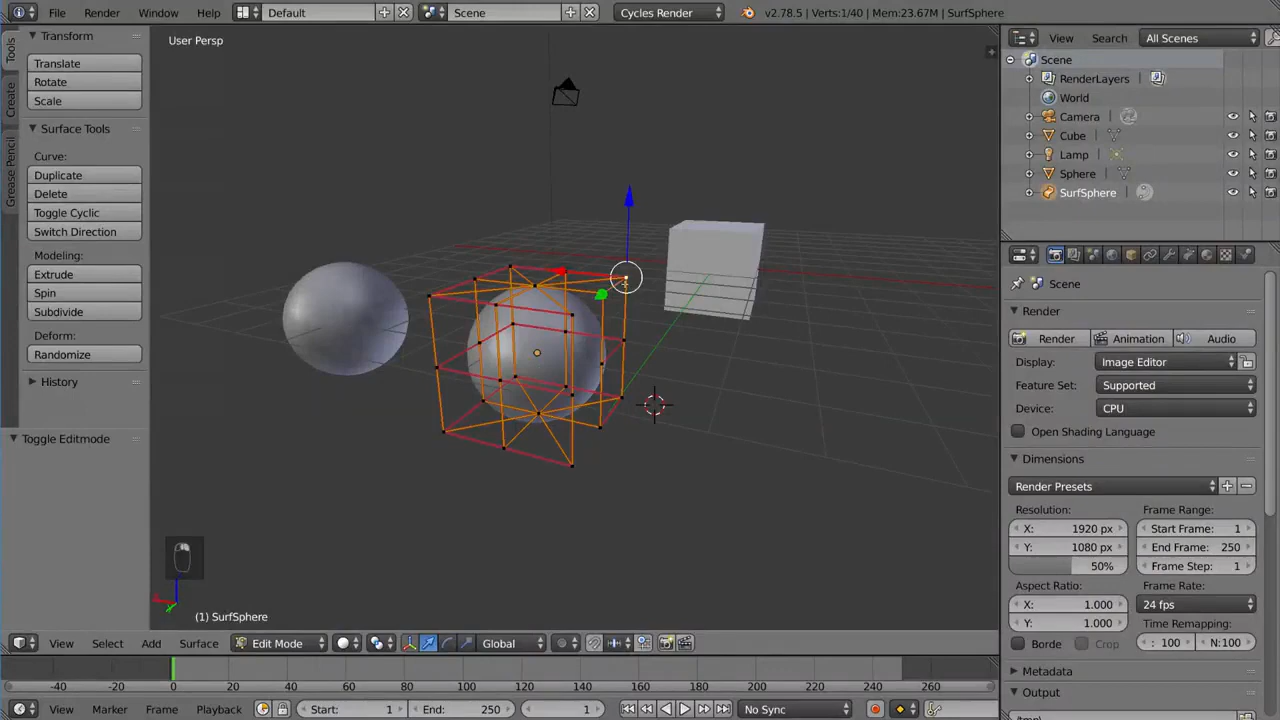 File Render Window Help Default Scene Cycles Render v2.78.5 | Verts:1/40 | Mem:23.67M | SurfSphere
Tools
Create
Grease Pencil
Transform
Translate
Rotate
Scale
Surface Tools
Curve:
Duplicate
Delete
Toggle Cyclic
Switch Direction
Modeling:
Extrude
Spin
Subdivide
Deform:
Randomize
History
Toggle Editmode
User Persp
(1) SurfSphere
View Select Add Surface Edit Mode Global
-40 -20 0 20 40 60 80 100 120 140 160 180 200 220 240 260
View Marker Frame Playback Start: 1 End: 250 1 No Sync
View Search All Scenes
Scene
RenderLayers
World
Camera
Cube
Lamp
Sphere
SurfSphere
Scene
Render
Render Animation Audio
Display: Image Editor
Feature Set: Supported
Device: CPU
Open Shading Language
Dimensions
Render Presets
Resolution: Frame Range:
X: 1920 px Start Frame: 1
Y: 1080 px End Frame: 250
50% Frame Step: 1
Aspect Ratio: Frame Rate:
X: 1.000 24 fps
Y: 1.000 Time Remapping:
Borde Crop : 100 N:100
Metadata
Output